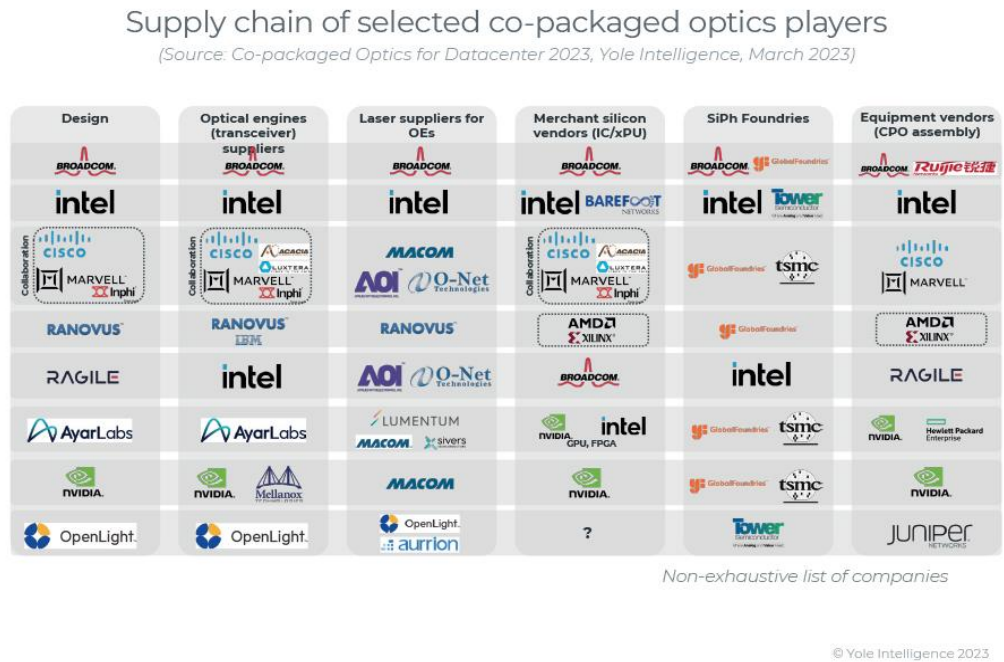 Supply chain of selected co-packaged optics players
(Source: Co-packaged Optics for Datacenter 2023, Yole Intelligence, March 2023)
Design
Optical engines
(transceiver)
suppliers
Laser suppliers for
OEs
Merchant silicon
vendors (IC/xPU)
SiPh Foundries
Equipment vendors
(CPO assembly)
BROADCOM. BROADCOM. BROADCOM. BROADCOM. BROADCOM. GlobalFoundries BROADCOM. Ruijie锐捷
intel intel intel intel BAREFOOT NETWORKS intel Tower Semiconductor intel
Collaboration
CISCO
MARVELL
Inphi
Collaboration
CISCO ACACIA
LUXTERA
MARVELL
Inphi
MACOM
AOI O-Net Technologies
Collaboration
CISCO ACACIA
LUXTERA
MARVELL
Inphi
GlobalFoundries tsmc
CISCO
MARVELL
RANOVUS RANOVUS IBM RANOVUS AMD XILINX GlobalFoundries AMD XILINX
RAGILE intel AOI O-Net Technologies BROADCOM. intel RAGILE
AyarLabs AyarLabs LUMENTUM MACOM sivers NVIDIA. intel GPU, FPGA GlobalFoundries tsmc NVIDIA. Hewlett Packard Enterprise
NVIDIA. NVIDIA. Mellanox MACOM NVIDIA. GlobalFoundries tsmc NVIDIA.
OpenLight. OpenLight. OpenLight. aurrion ? Tower Semiconductor JUNIPER NETWORKS
Non-exhaustive list of companies
© Yole Intelligence 2023